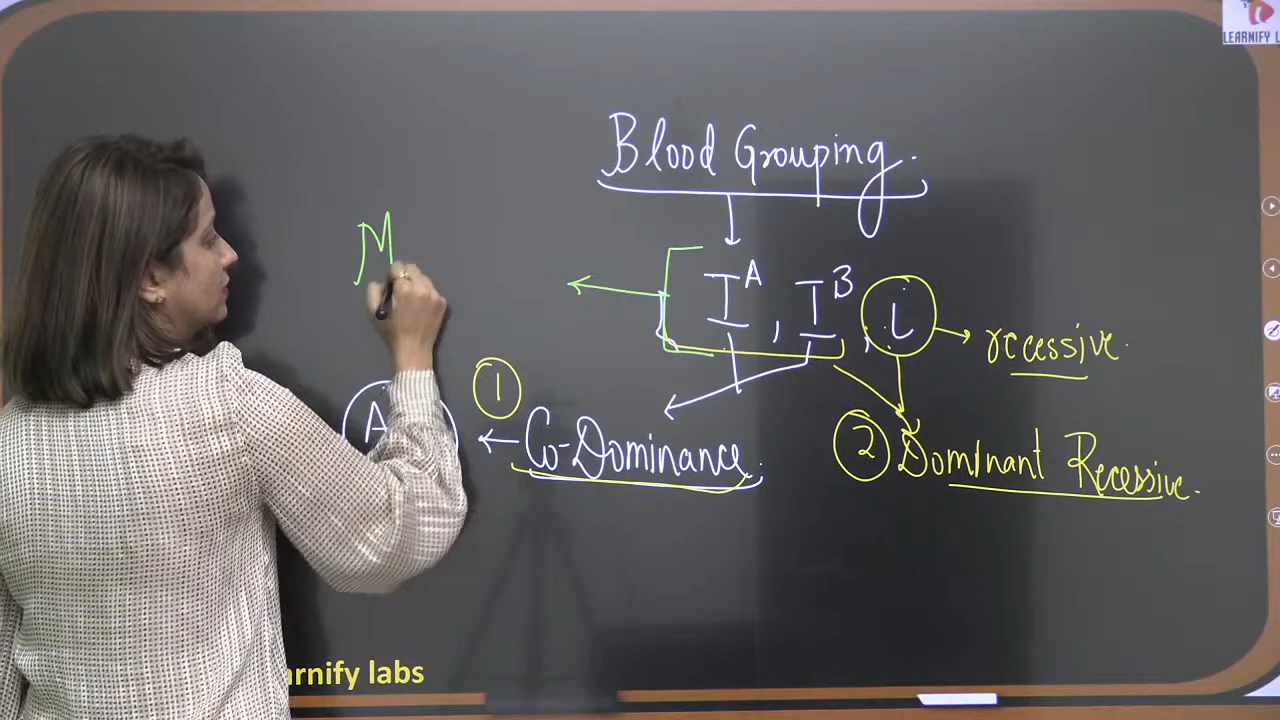 LEARNIFY L
Blood Grouping.
M
I^A, I^B, i
recessive.
① Co-Dominance.
② Dominant Recessive.
A
arnify labs